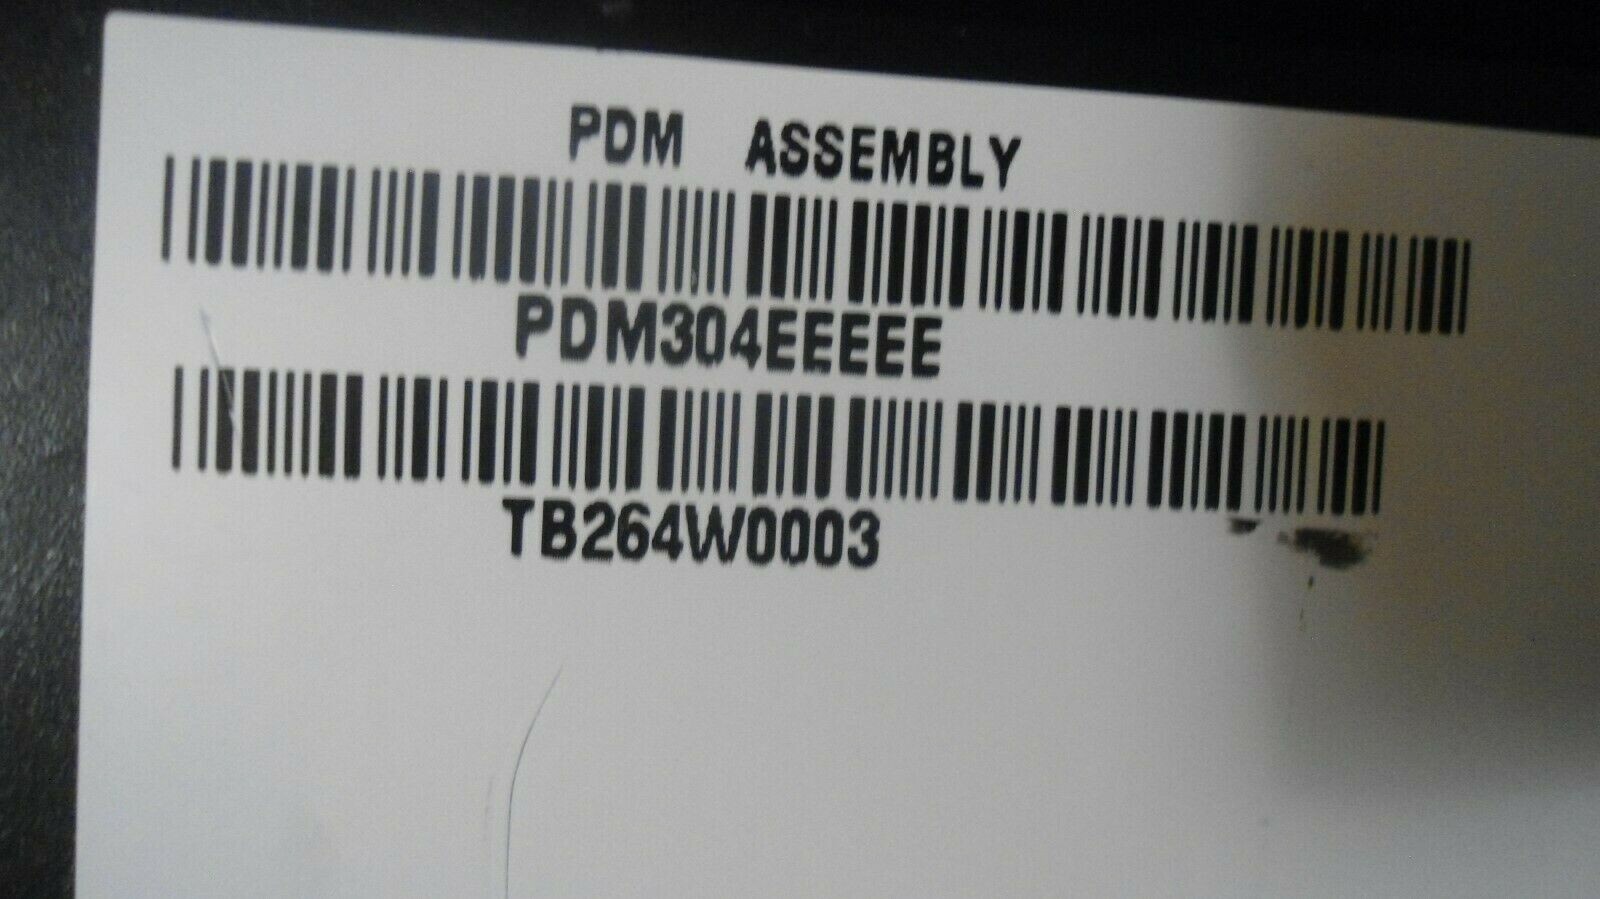 PDM ASSEMBLY
PDM304EEEEE
TB264W0003